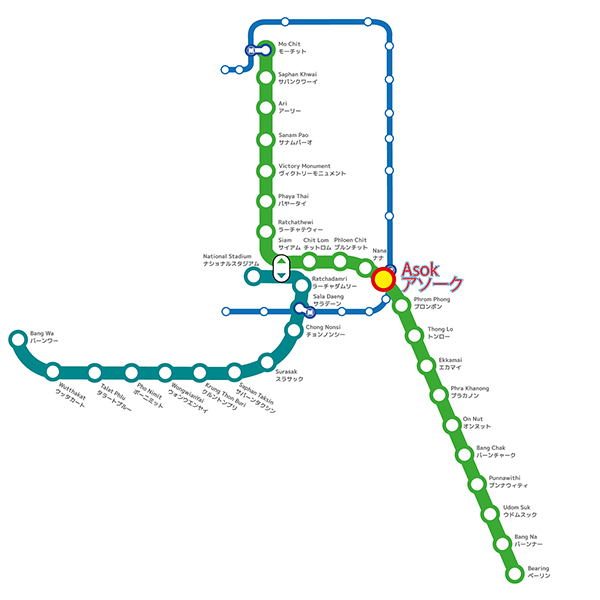 Mo Chit
モーチット
Saphan Khwai
サパンクワーイ
Ari
アーリー
Sanam Pao
サナムパーオ
Victory Monument
ヴィクトリーモニュメント
Phaya Thai
パヤータイ
Ratchathewi
ラーチャテウィー
Siam
サイアム
Chit Lom
チットロム
Phloen Chit
プルンチット
Nana
ナナ
Asok
アソーク
National Stadium
ナショナルスタジアム
Ratchadamri
ラーチャダムリー
Sala Daeng
サラデーン
Chong Nonsi
チョンノンシー
Surasak
スラサック
Saphan Taksin
サパーンタクシン
Krung Thon Buri
クルントンブリ
Wongwianyai
ウォンウエンヤイ
Pho Nimit
ポーニミット
Talat Phlu
タラートプルー
Wutthakat
ウッタカート
Bang Wa
バーンワー
Phrom Phong
プロンポン
Thong Lo
トンロー
Ekkamai
エカマイ
Phra Khanong
プラカノン
On Nut
オンヌット
Bang Chak
バーンチャーク
Punnawithi
プンナウィティ
Udom Suk
ウドムスック
Bang Na
バーンナー
Bearing
ベーリン